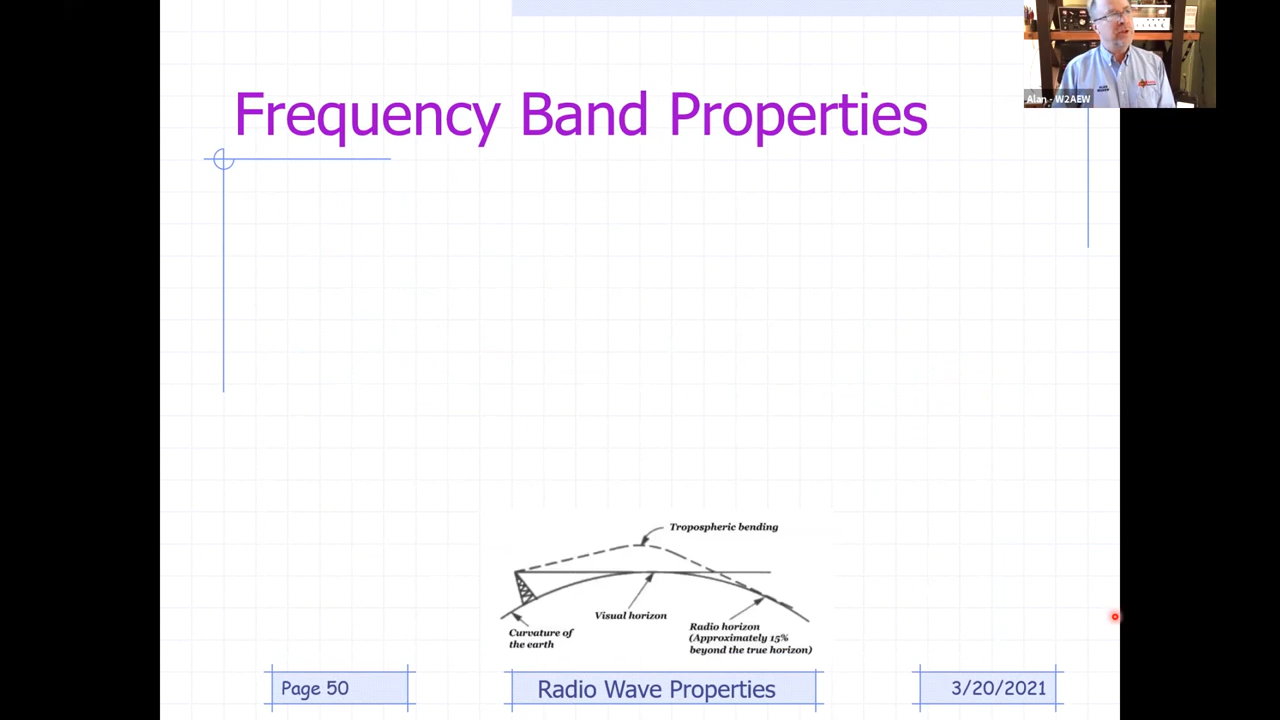 Frequency Band Properties
Alan - W2AEW
Tropospheric bending
Visual horizon
Curvature of
the earth
Radio horizon
(Approximately 15%
beyond the true horizon)
Page 50
Radio Wave Properties
3/20/2021